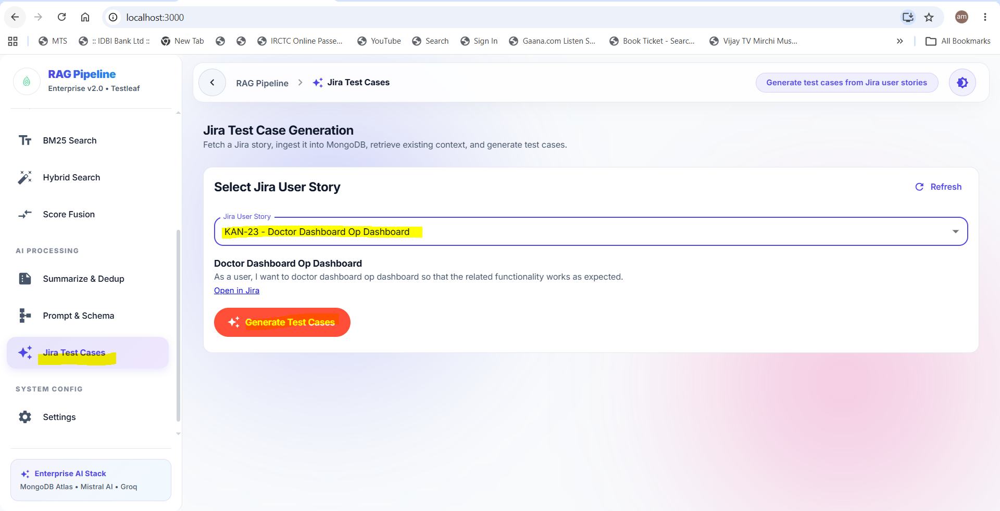 localhost:3000
am
MTS
:: IDBI Bank Ltd ::
New Tab
IRCTC Online Passe...
YouTube
Search
Sign In
Gaana.com Listen S...
Book Ticket - Searc...
Vijay TV Mirchi Mus...
»
All Bookmarks
RAG Pipeline
Enterprise v2.0 • Testleaf
BM25 Search
Hybrid Search
Score Fusion
AI PROCESSING
Summarize & Dedup
Prompt & Schema
Jira Test Cases
SYSTEM CONFIG
Settings
Enterprise AI Stack
MongoDB Atlas • Mistral AI • Groq
RAG Pipeline
Jira Test Cases
Generate test cases from Jira user stories
Jira Test Case Generation
Fetch a Jira story, ingest it into MongoDB, retrieve existing context, and generate test cases.
Select Jira User Story
Refresh
Jira User Story
KAN-23 - Doctor Dashboard Op Dashboard
Doctor Dashboard Op Dashboard
As a user, I want to doctor dashboard op dashboard so that the related functionality works as expected.
Open in Jira
Generate Test Cases